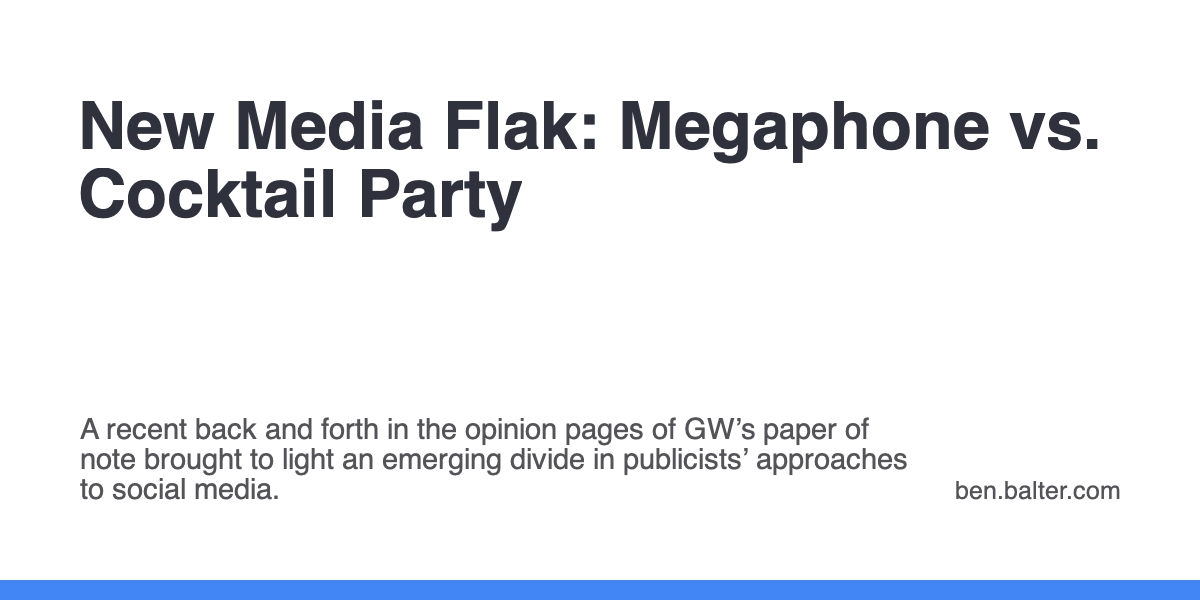 New Media Flak: Megaphone vs.
Cocktail Party
A recent back and forth in the opinion pages of GW’s paper of
note brought to light an emerging divide in publicists’ approaches
to social media.
ben.balter.com